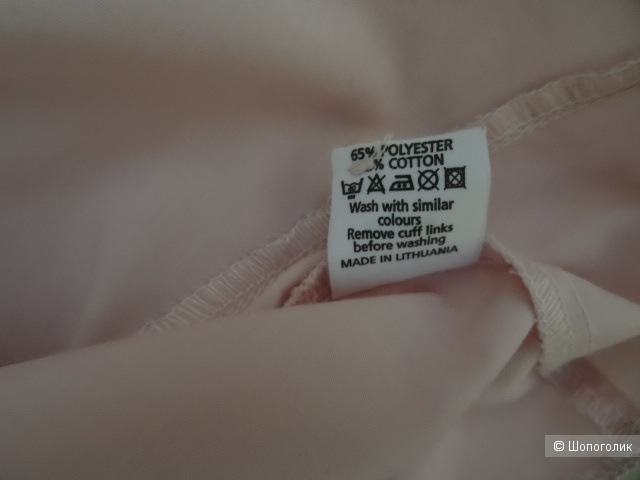 65% POLYESTER
% COTTON
Wash with similar
colours
Remove cuff links
before washing
MADE IN LITHUANIA
© Шопоголик